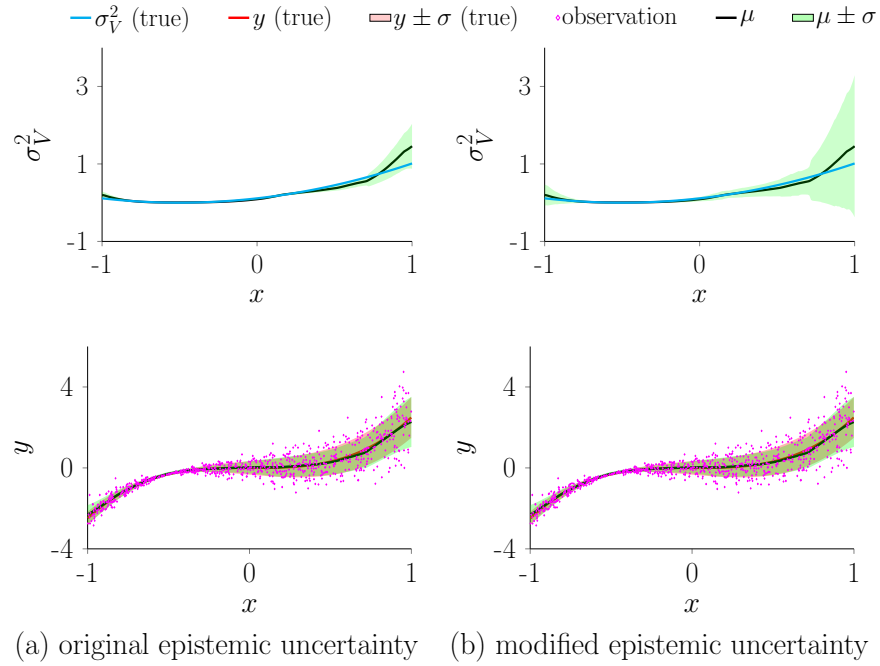 σ²_V (true) y (true) y ± σ (true) observation μ μ ± σ
3
1
-1
σ²_V
-1 0 1
x
3
1
-1
σ²_V
-1 0 1
x
4
0
-4
y
-1 0 1
x
4
0
-4
y
-1 0 1
x
(a) original epistemic uncertainty
(b) modified epistemic uncertainty